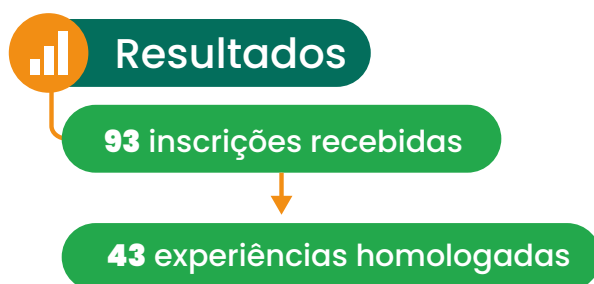 Resultados
93 inscrições recebidas
43 experiências homologadas